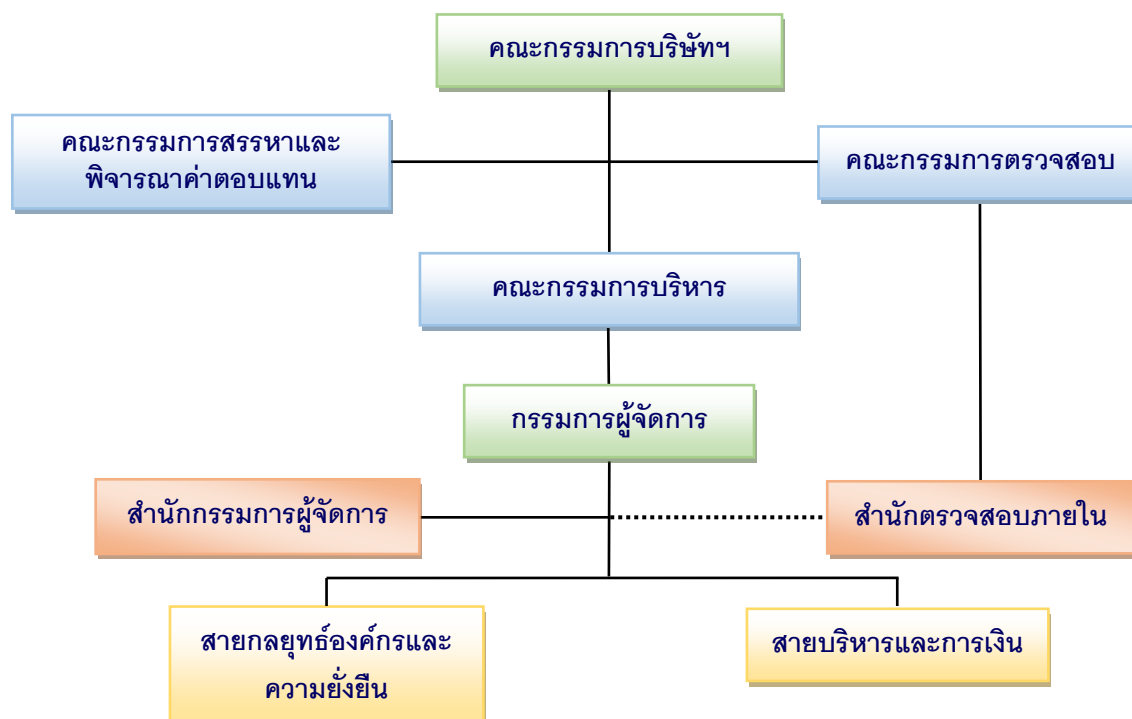 คณะกรรมการบริษัทฯ
คณะกรรมการสรรหาและ
พิจารณาค่าตอบแทน
คณะกรรมการตรวจสอบ
คณะกรรมการบริหาร
กรรมการผู้จัดการ
สำนักกรรมการผู้จัดการ
สำนักตรวจสอบภายใน
สายกลยุทธ์องค์กรและ
ความยั่งยืน
สายบริหารและการเงิน